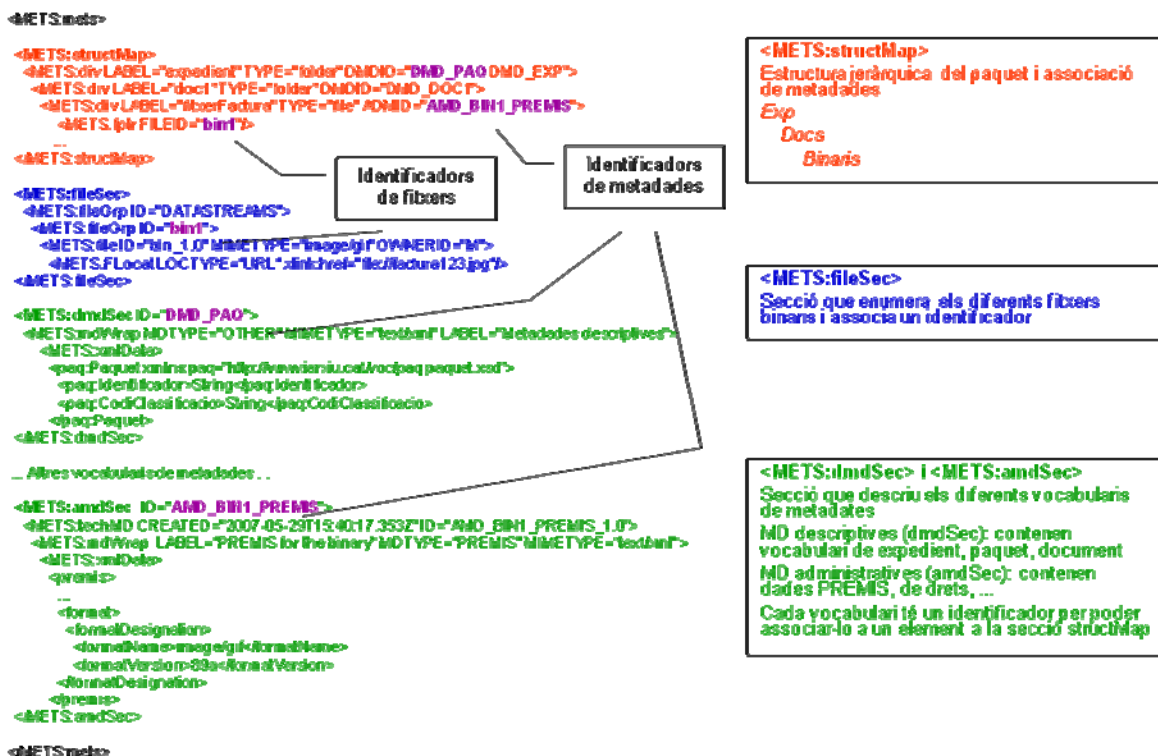 <METS:mets>
<METS:structMap>
<METS:div LABEL="expedient" TYPE="folder" DMDID="DMD_PAQ DMD_EXP">
<METS:div LABEL="doc1" TYPE="folder" DMDID="DMD_DOC1">
<METS:div LABEL="fitxerFactura" TYPE="file" ADMID="AMD_BIN1_PREMIS">
<METS:fptr FILEID="bin1"/>
...
</METS:structMap>
<METS:fileSec>
<METS:fileGrp ID="DATASTREAMS">
<METS:fileGrp ID="bin1">
<METS:file ID="bin_1.0" MIMETYPE="image/gif" OWNERID="M">
<METS:FLocat LOCTYPE="URL" xlink:href="file://factura123.jpg"/>
</METS:fileSec>
<METS:dmdSec ID="DMD_PAQ">
<METS:mdWrap MDTYPE="OTHER" MIMETYPE="text/xml" LABEL="Metadades descriptives">
<METS:xmlData>
<paq:Paquet xmlns:paq="
<paq:Identificador>String</paq:Identificador>
<paq:CodiClassificacio>String</paq:CodiClassificacio>
</paq:Paquet>
</METS:dmdSec>
... Altres vocabularis de metadades ...
<METS:amdSec ID="AMD_BIN1_PREMIS">
<METS:techMD CREATED="2007-05-29T15:40:17.353Z" ID="AMD_BIN1_PREMIS_1.0">
<METS:mdWrap LABEL="PREMIS for the binary" MDTYPE="PREMIS" MIMETYPE="text/xml">
<METS:xmlData>
<premis>
...
<format>
<formatDesignation>
<formatName>image/gif</formatName>
<formatVersion>89a</formatVersion>
</formatDesignation>
</premis>
</METS:amdSec>
</METS:mets>
Identificadors
de fitxers
Identificadors
de metadades
<METS:structMap>
Estructura jeràrquica del paquet i associació
de metadades
Exp
Docs
Binaris
<METS:fileSec>
Secció que enumera els diferents fitxers
binaris i associa un identificador
<METS:dmdSec> i <METS:amdSec>
Secció que descriu els diferents vocabularis
de metadates
MD descriptives (dmdSec): contenen
vocabulari de expedient, paquet, document
MD administratives (amdSec): contenen
dades PREMIS, de drets, ...
Cada vocabulari té un identificador per poder
associar-lo a un element a la secció structMap